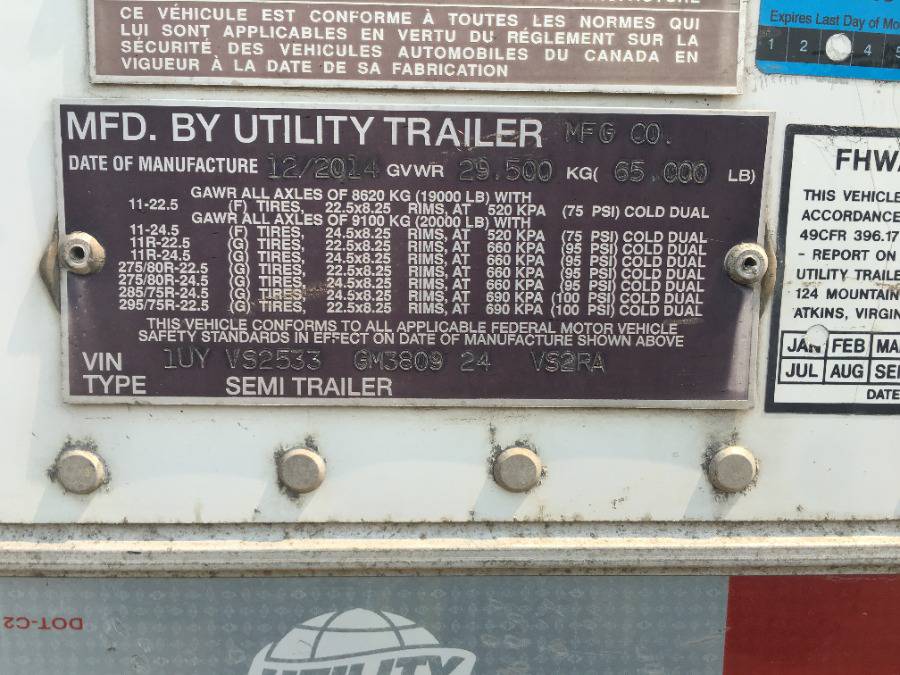 CE VÉHICULE EST CONFORME À TOUTES LES NORMES QUI
LUI SONT APPLICABLES EN VERTU DU RÉGLEMENT SUR LA
SÉCURITÉ DES VEHICULES AUTOMOBILES DU CANADA EN
VIGUEUR À LA DATE DE SA FABRICATION
Expires Last Day of Mo
1 2 4 5
MFD. BY UTILITY TRAILER MFG CO.
DATE OF MANUFACTURE 12/2014 GVWR 29.500 KG( 65.000 LB)
GAWR ALL AXLES OF 8620 KG (19000 LB) WITH
11-22.5 (F) TIRES, 22.5x8.25 RIMS, AT 520 KPA (75 PSI) COLD DUAL
GAWR ALL AXLES OF 9100 KG (20000 LB) WITH
11-24.5 (F) TIRES, 24.5x8.25 RIMS, AT 520 KPA (75 PSI) COLD DUAL
11R-22.5 (G) TIRES, 22.5x8.25 RIMS, AT 660 KPA (95 PSI) COLD DUAL
11R-24.5 (G) TIRES, 24.5x8.25 RIMS, AT 660 KPA (95 PSI) COLD DUAL
275/80R-22.5 (G) TIRES, 22.5x8.25 RIMS, AT 660 KPA (95 PSI) COLD DUAL
275/80R-24.5 (G) TIRES, 24.5x8.25 RIMS, AT 660 KPA (95 PSI) COLD DUAL
285/75R-24.5 (G) TIRES, 24.5x8.25 RIMS, AT 690 KPA (100 PSI) COLD DUAL
295/75R-22.5 (G) TIRES, 22.5x8.25 RIMS, AT 690 KPA (100 PSI) COLD DUAL
THIS VEHICLE CONFORMS TO ALL APPLICABLE FEDERAL MOTOR VEHICLE
SAFETY STANDARDS IN EFFECT ON DATE OF MANUFACTURE SHOWN ABOVE
VIN 1UY VS2533 GM3809 24 VS2RA
TYPE SEMI TRAILER
FHWA
THIS VEHICLE
ACCORDANCE
49CFR 396.17
- REPORT ON
UTILITY TRAILE
124 MOUNTAIN
ATKINS, VIRGIN
JAN FEB MA
JUL AUG SE
DATE
DOT-C2
UTILITY